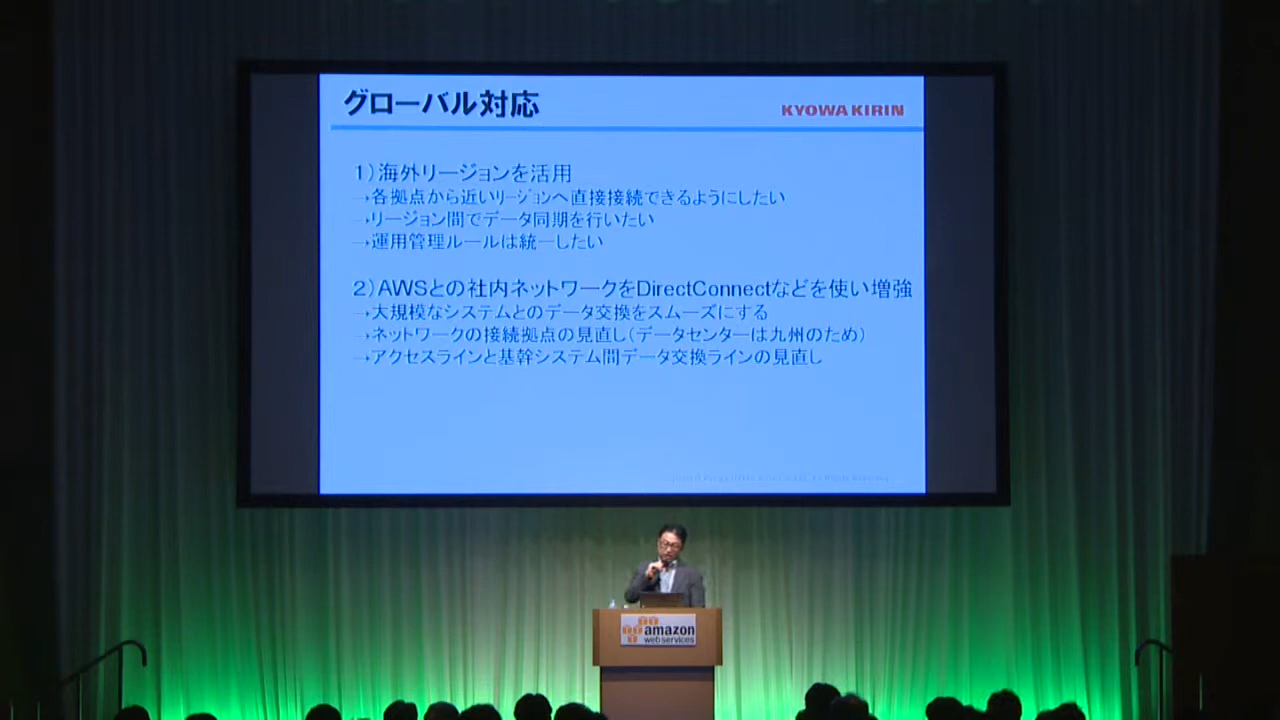 グローバル対応
KYOWA KIRIN
1)海外リージョンを活用
→各拠点から近いリージョンへ直接接続できるようにしたい
→リージョン間でデータ同期を行いたい
→運用管理ルールは統一したい
2)AWSとの社内ネットワークをDirectConnectなどを使い増強
→大規模なシステムとのデータ交換をスムーズにする
→ネットワークの接続拠点の見直し(データセンターは九州のため)
→アクセスラインと基幹システム間データ交換ラインの見直し
amazon
web services